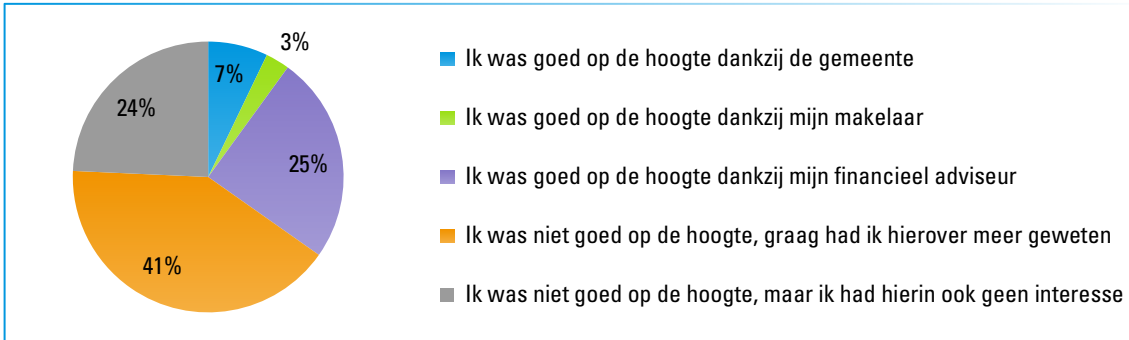 3%
7%
24%
25%
41%
Ik was goed op de hoogte dankzij de gemeente
Ik was goed op de hoogte dankzij mijn makelaar
Ik was goed op de hoogte dankzij mijn financieel adviseur
Ik was niet goed op de hoogte, graag had ik hierover meer geweten
Ik was niet goed op de hoogte, maar ik had hierin ook geen interesse